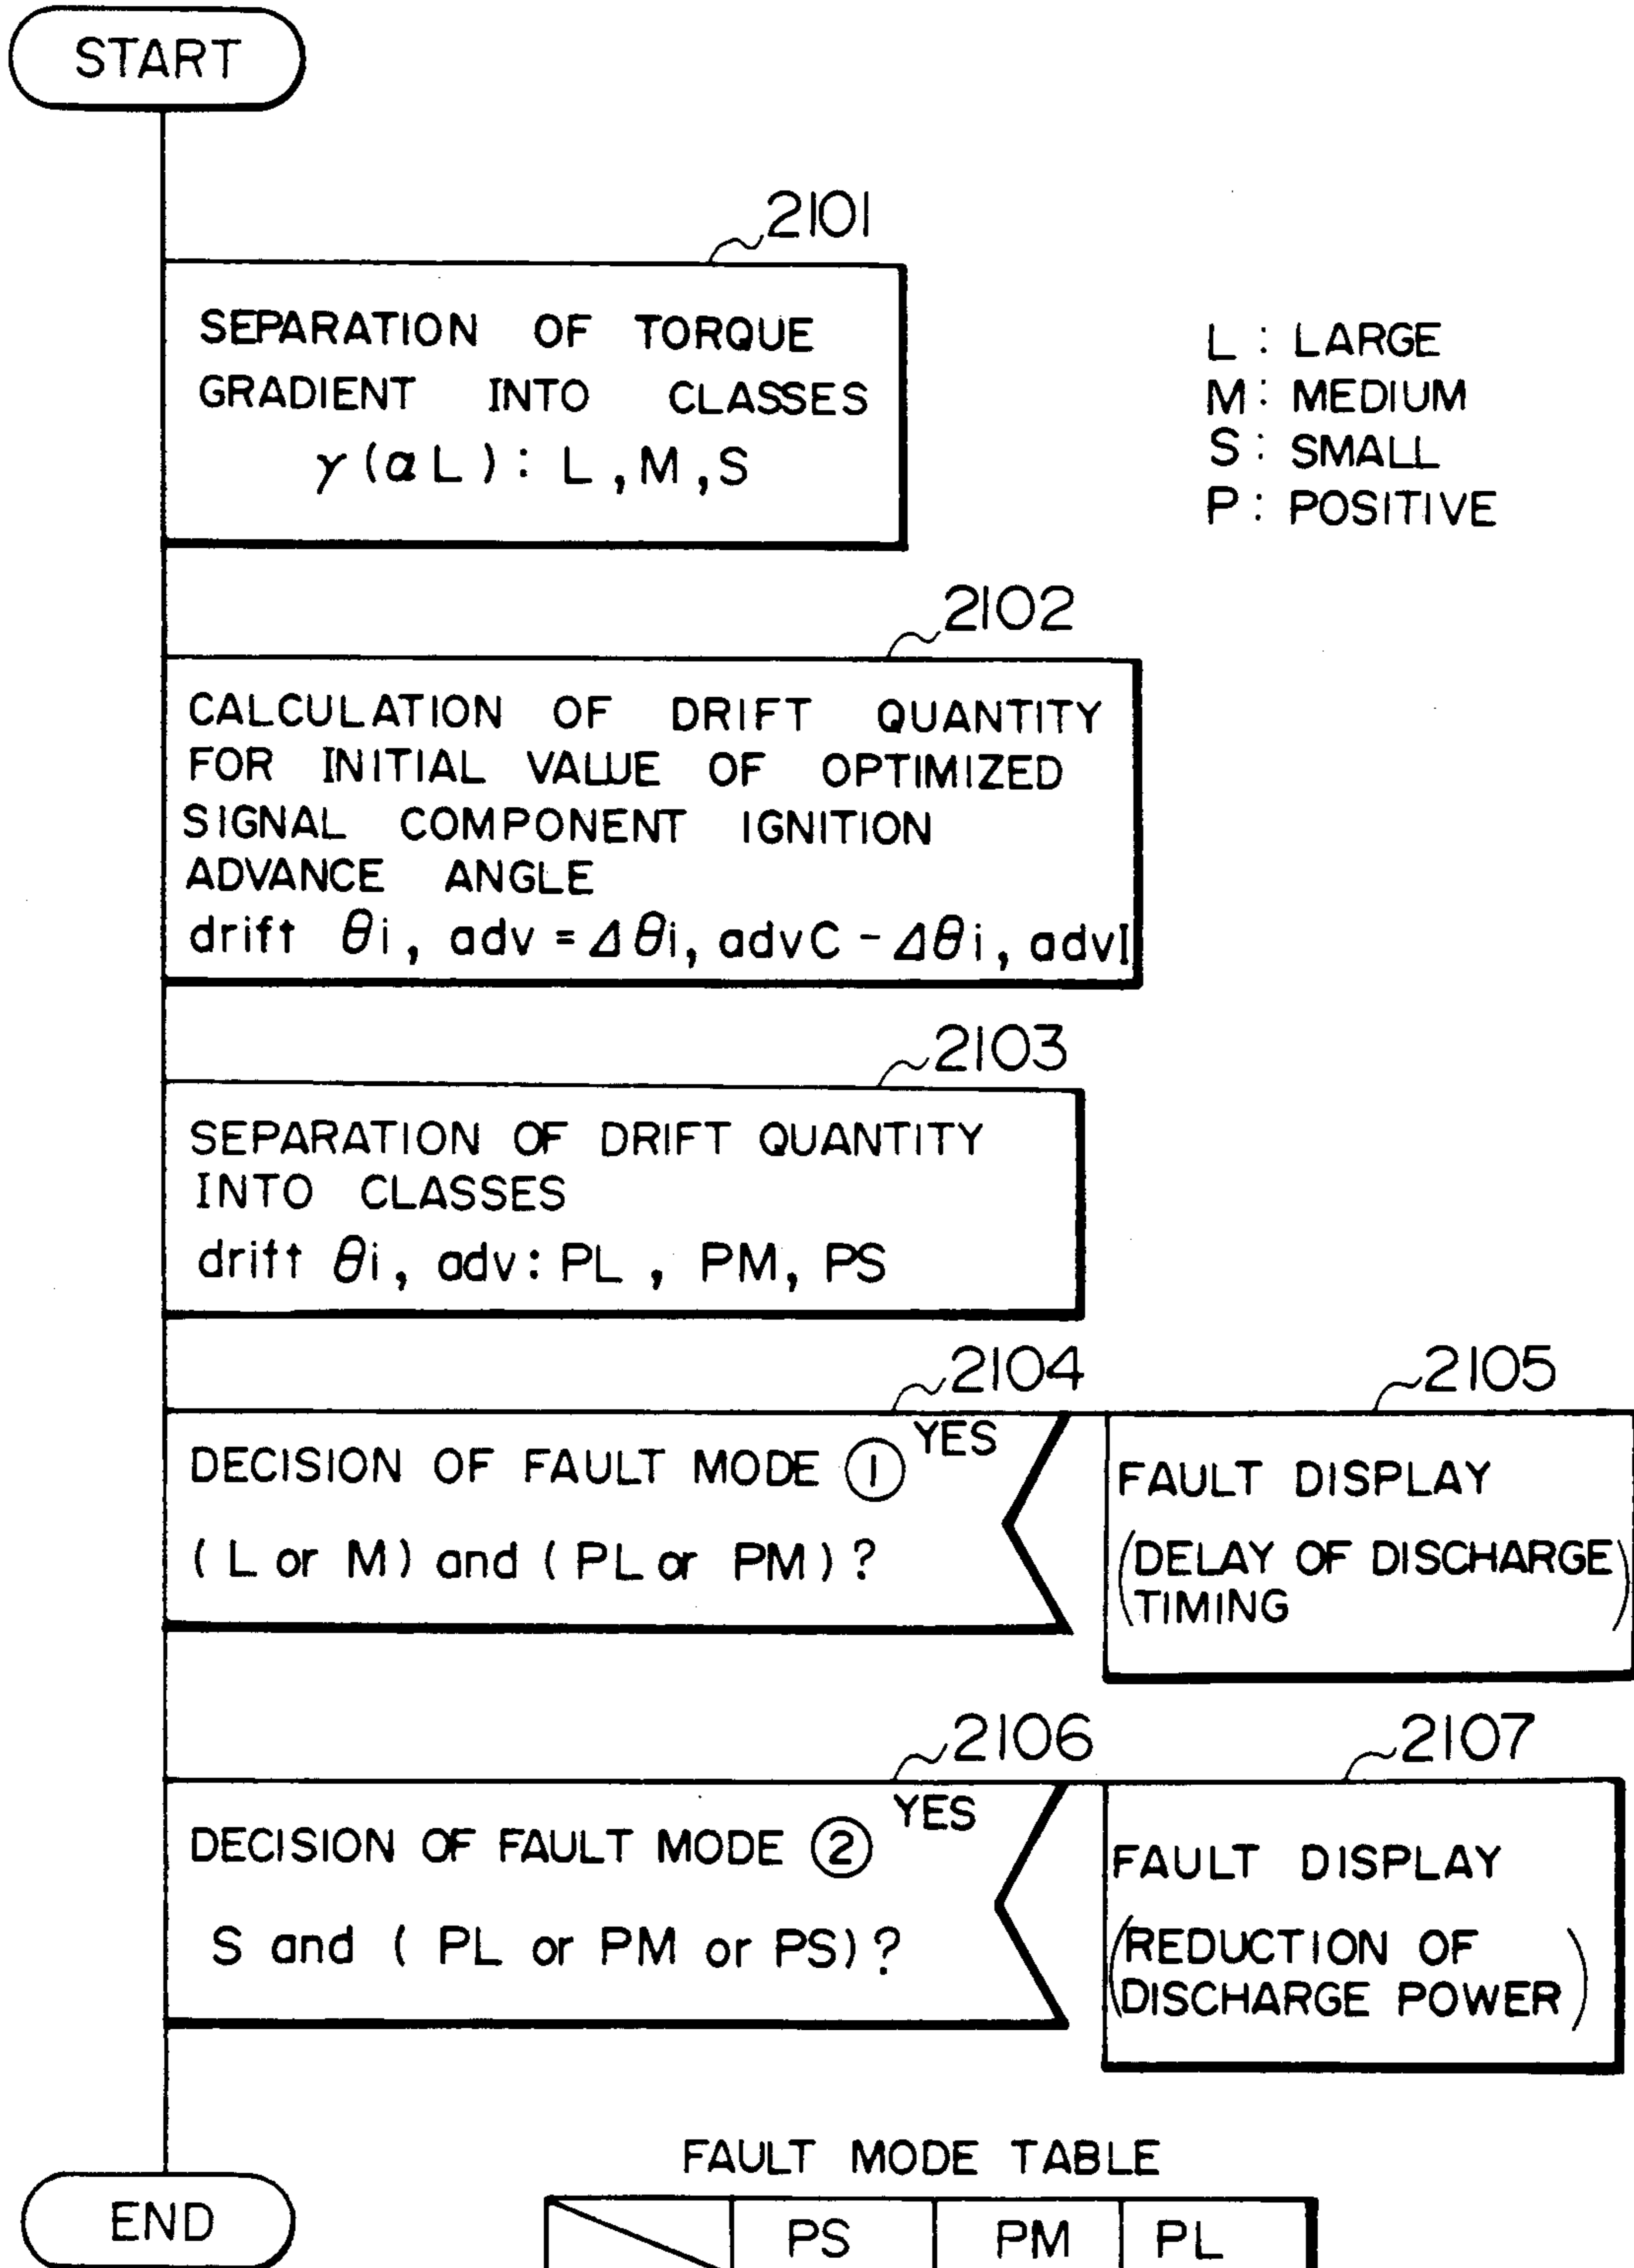 START
2101
SEPARATION OF TORQUE
GRADIENT INTO CLASSES
γ(αL): L,M,S
L : LARGE
M : MEDIUM
S : SMALL
P : POSITIVE
2102
CALCULATION OF DRIFT QUANTITY
FOR INITIAL VALUE OF OPTIMIZED
SIGNAL COMPONENT IGNITION
ADVANCE ANGLE
drift θi, adv = Δθi, advC - Δθi, advI
2103
SEPARATION OF DRIFT QUANTITY
INTO CLASSES
drift θi, adv: PL, PM, PS
2104
YES
DECISION OF FAULT MODE ①
(L or M) and (PL or PM)?
2105
FAULT DISPLAY
(DELAY OF DISCHARGE
TIMING)
2106
YES
DECISION OF FAULT MODE ②
S and (PL or PM or PS)?
2107
FAULT DISPLAY
(REDUCTION OF
DISCHARGE POWER)
END
FAULT MODE TABLE
PS PM PL